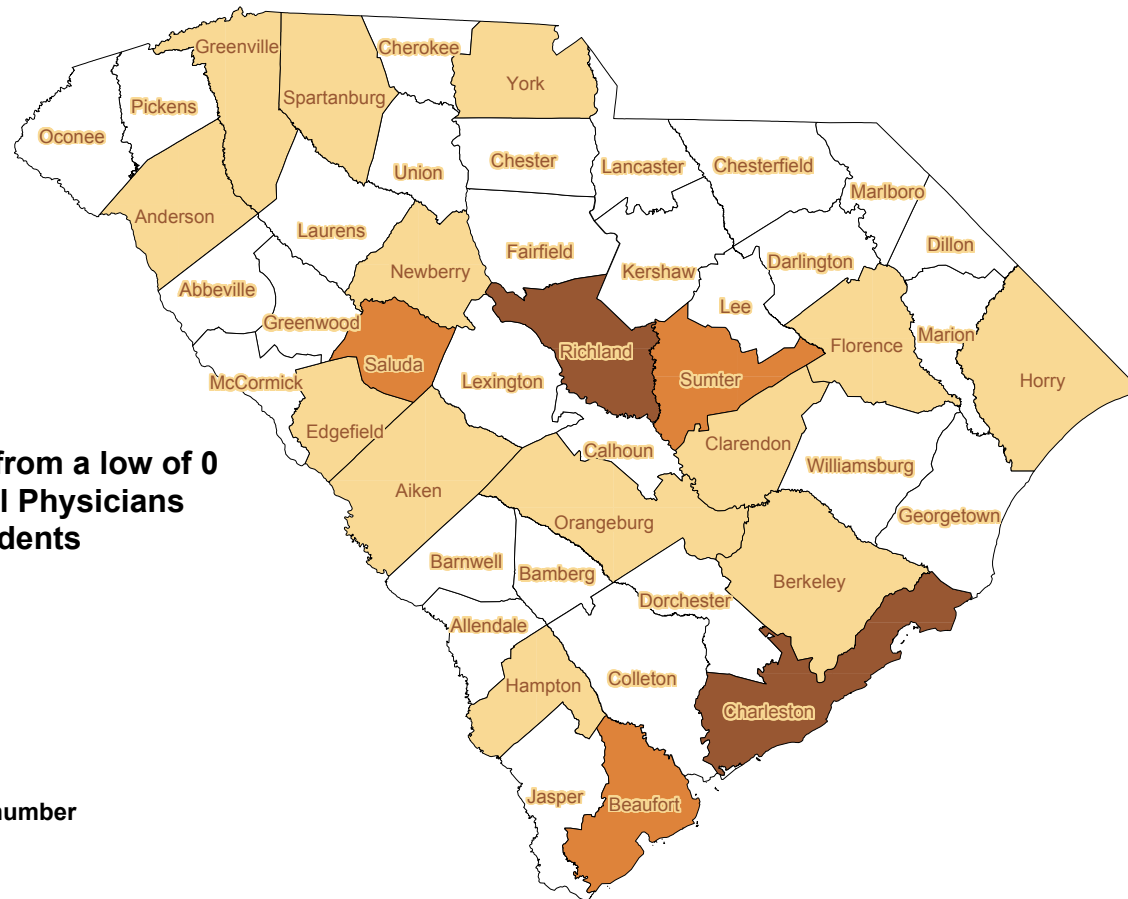 Greenville
Cherokee
York
Spartanburg
Pickens
Oconee
Union
Chester
Lancaster
Chesterfield
Marlboro
Anderson
Laurens
Fairfield
Dillon
Newberry
Kershaw
Darlington
Abbeville
Lee
Greenwood
Marion
Richland
Florence
Saluda
Sumter
Horry
McCormick
Lexington
Edgefield
Calhoun
Clarendon
Williamsburg
from a low of 0
Aiken
l Physicians
Orangeburg
Georgetown
dents
Barnwell
Bamberg
Berkeley
Dorchester
Allendale
Hampton
Colleton
Charleston
Jasper
Beaufort
number